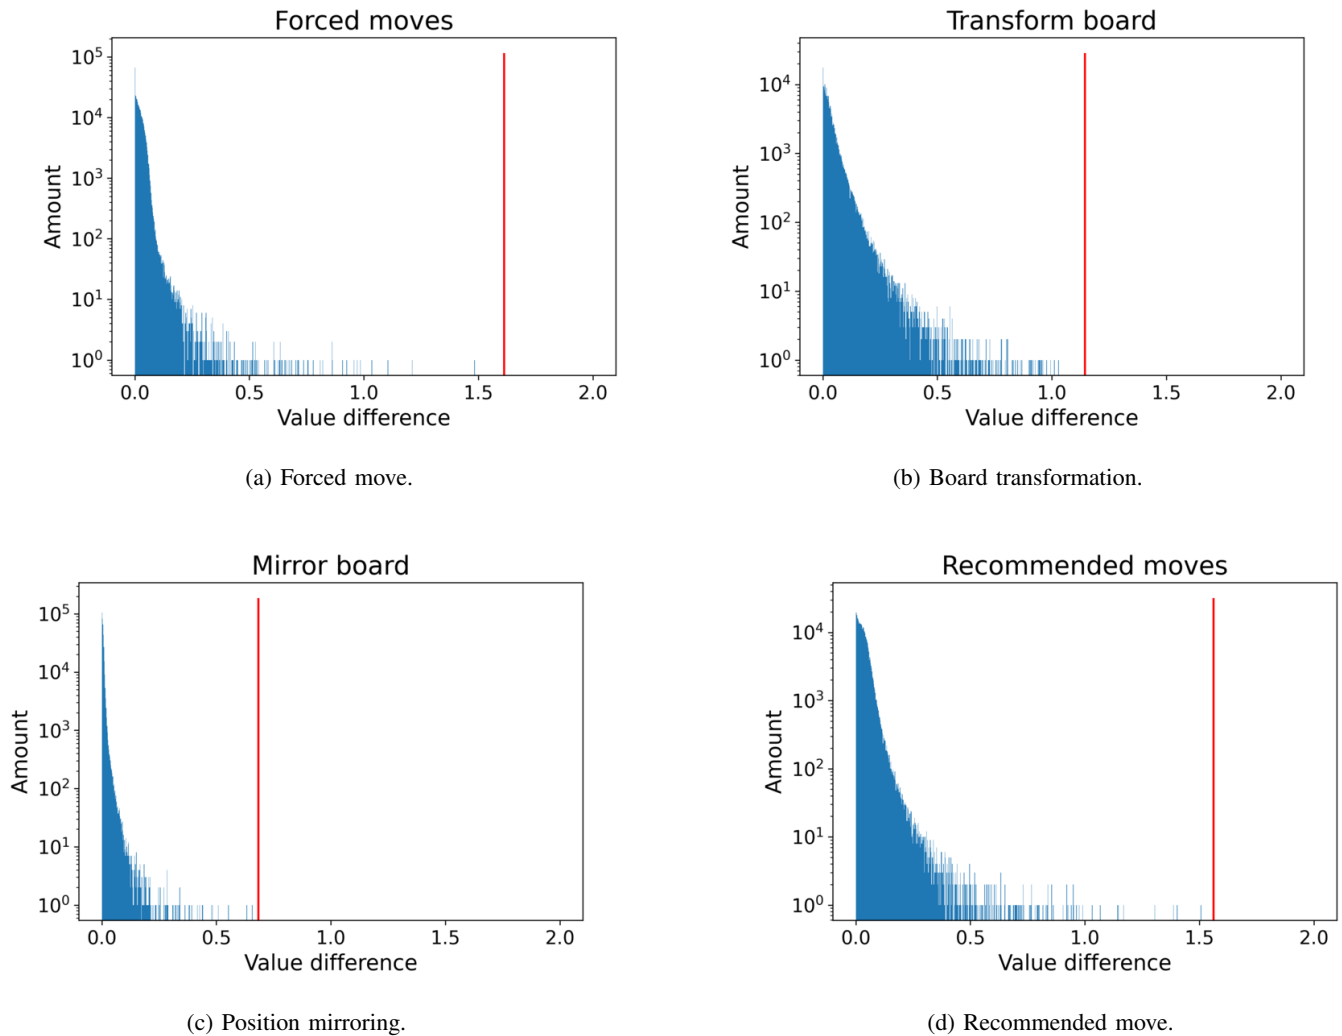 Forced moves
10^5
10^4
10^3
10^2
10^1
10^0
Amount
0.0 0.5 1.0 1.5 2.0
Value difference
(a) Forced move.
Transform board
10^4
10^3
10^2
10^1
10^0
Amount
0.0 0.5 1.0 1.5 2.0
Value difference
(b) Board transformation.
Mirror board
10^5
10^4
10^3
10^2
10^1
10^0
Amount
0.0 0.5 1.0 1.5 2.0
Value difference
(c) Position mirroring.
Recommended moves
10^4
10^3
10^2
10^1
10^0
Amount
0.0 0.5 1.0 1.5 2.0
Value difference
(d) Recommended move.